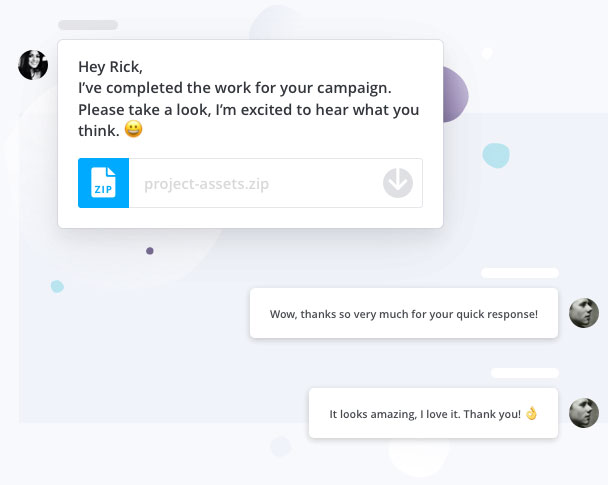 Hey Rick,
I’ve completed the work for your campaign.
Please take a look, I’m excited to hear what you
think. 😀
ZIP
project-assets.zip
Wow, thanks so very much for your quick response!
It looks amazing, I love it. Thank you! 👌